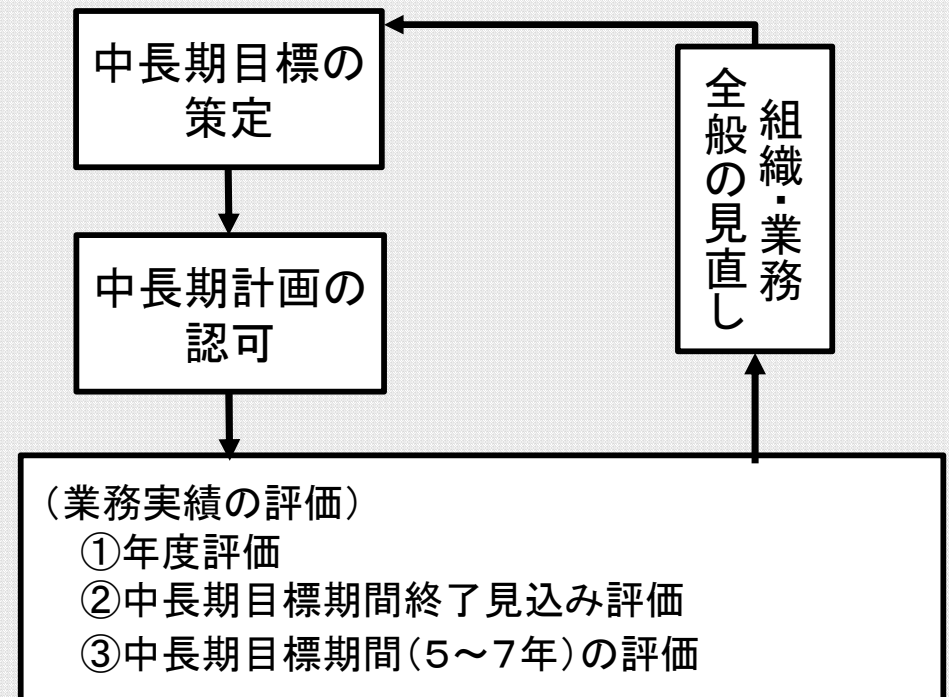 中長期目標の
策定
中長期計画の
認可
組織・業務
全般の見直し
（業務実績の評価）
①年度評価
②中長期目標期間終了見込み評価
③中長期目標期間（５～７年）の評価